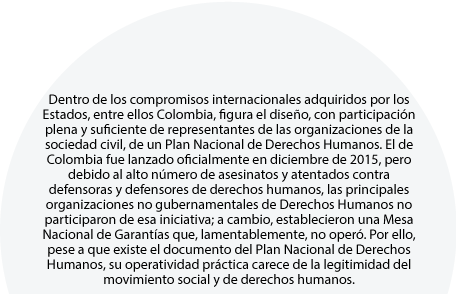 Dentro de los compromisos internacionales adquiridos por los
Estados, entre ellos Colombia, figura el diseño, con participación
plena y suficiente de representantes de las organizaciones de la
sociedad civil, de un Plan Nacional de Derechos Humanos. El de
Colombia fue lanzado oficialmente en diciembre de 2015, pero
debido al alto número de asesinatos y atentados contra
defensoras y defensores de derechos humanos, las principales
organizaciones no gubernamentales de Derechos Humanos no
participaron de esa iniciativa; a cambio, establecieron una Mesa
Nacional de Garantías que, lamentablemente, no operó. Por ello,
pese a que existe el documento del Plan Nacional de Derechos
Humanos, su operatividad práctica carece de la legitimidad del
movimiento social y de derechos humanos.